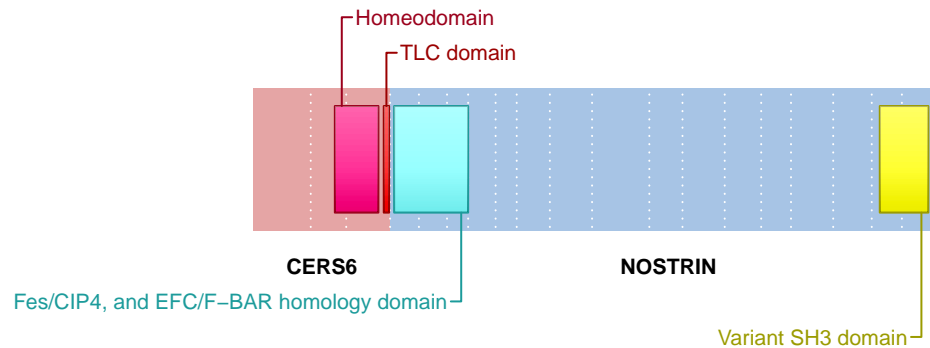 Homeodomain
TLC domain
CERS6
NOSTRIN
Fes/CIP4, and EFC/F−BAR homology domain
Variant SH3 domain